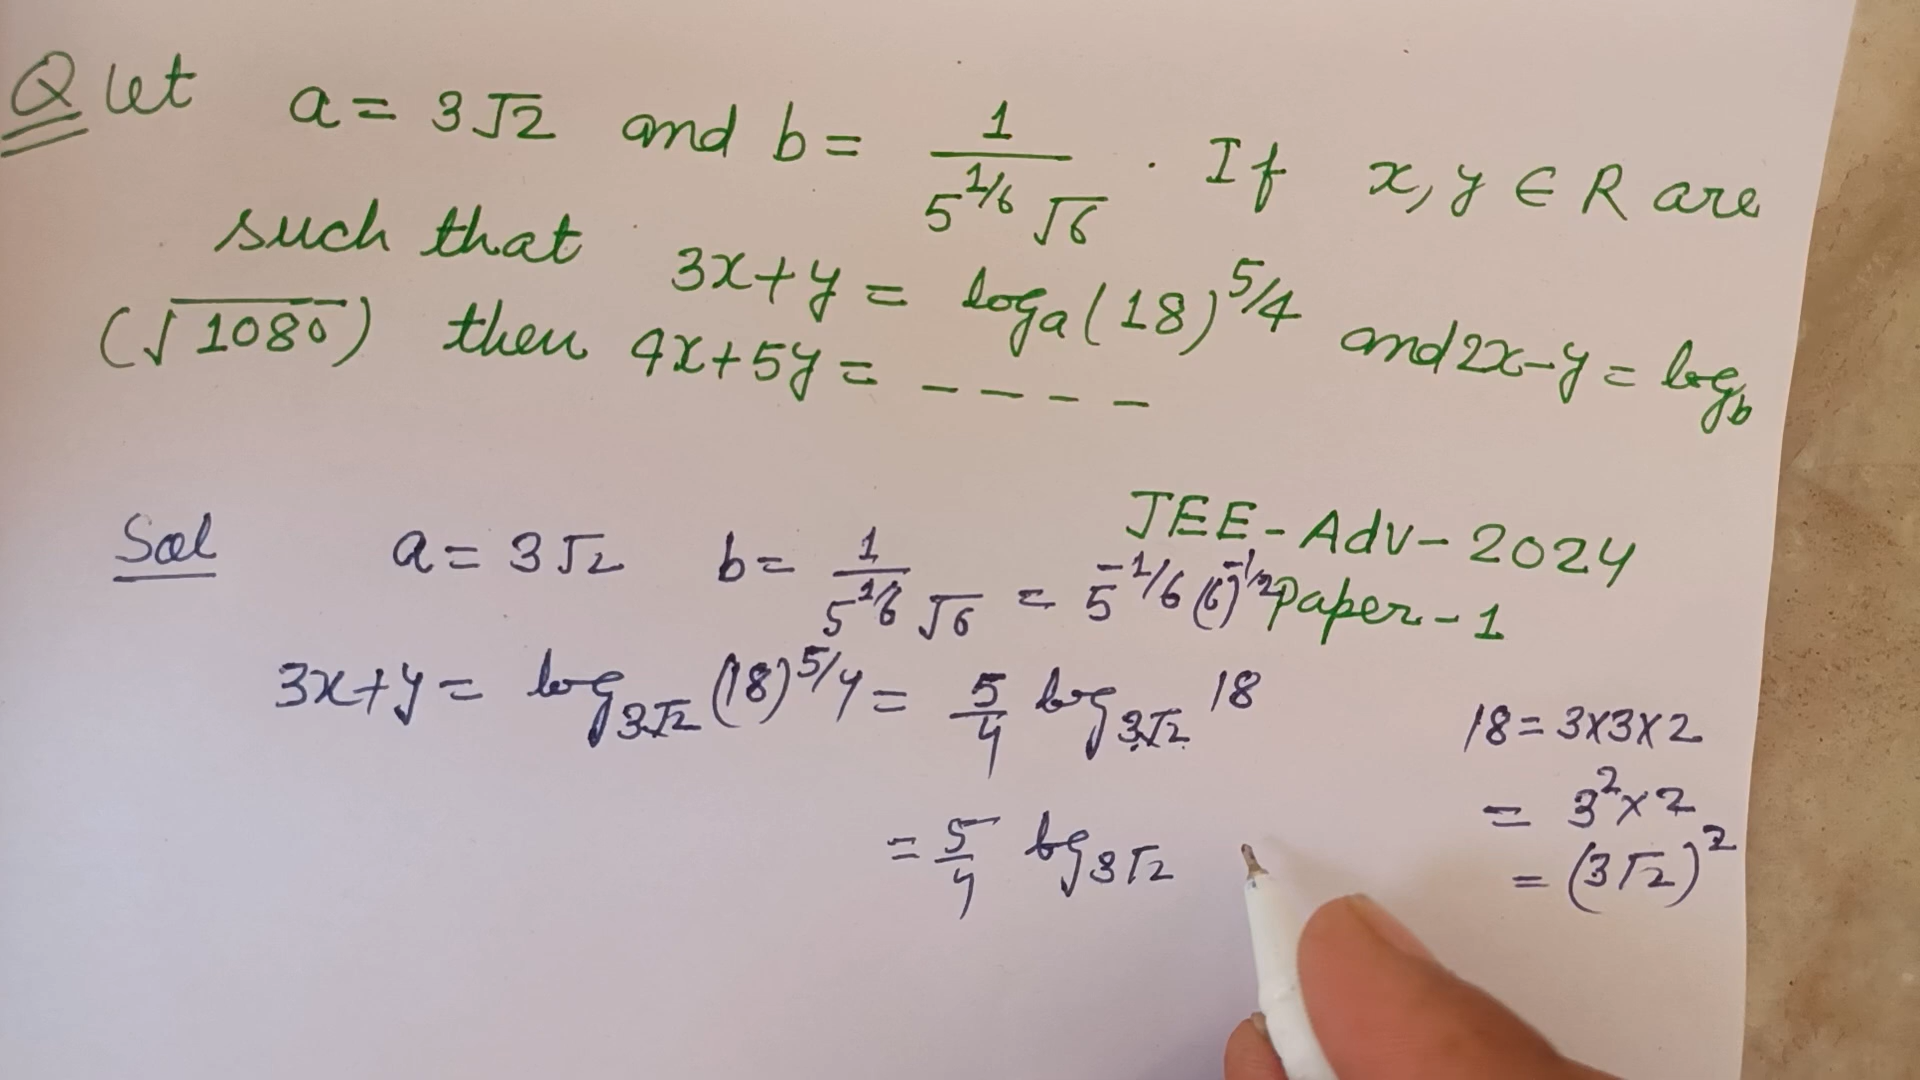 Q Let a = 3√2 and b = 1/(5^{1/6} √6) . If x, y ∈ R are
such that 3x+y = log_a (18)^{5/4} and 2x-y = log_b
(√1080) then 4x+5y = - - - -
JEE-Adv-2024
Paper-1
Sol a = 3√2 b = 1/(5^{1/6} √6) = 5^{-1/6} (6)^{-1/2}
3x+y = log_{3√2} (18)^{5/4} = 5/4 log_{3√2} 18
= 5/4 log_{3√2}
18 = 3×3×2
= 3^2×2
= (3√2)^2